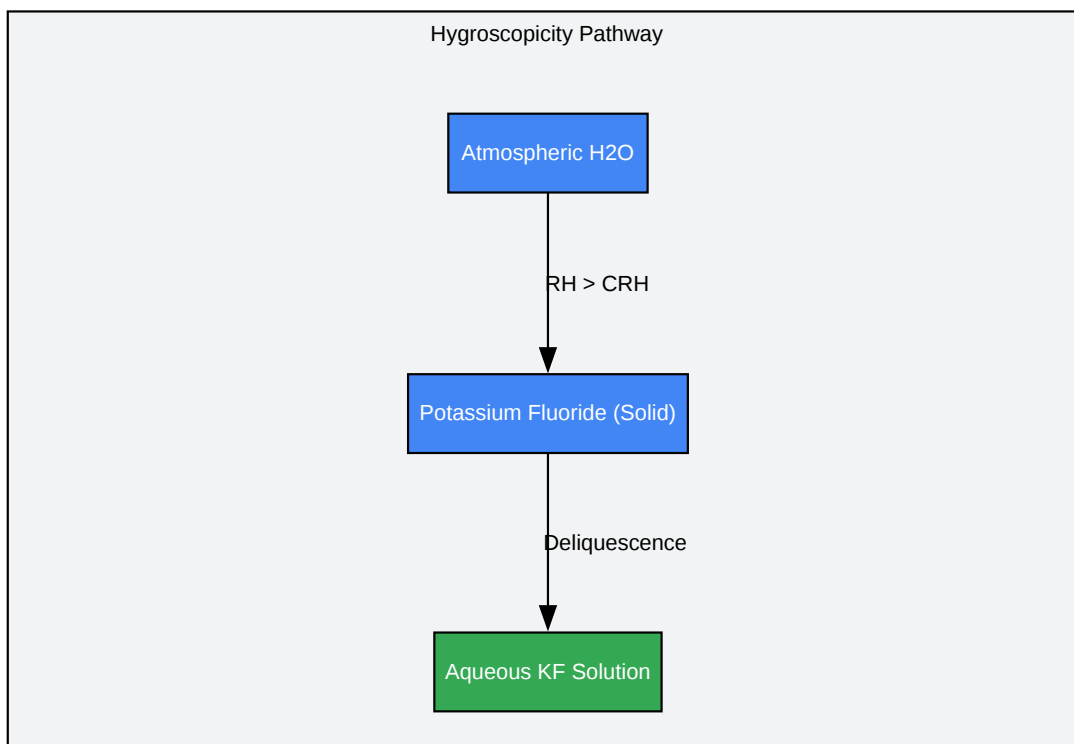 Hygroscopicity Pathway
Atmospheric H2O
RH > CRH
Potassium Fluoride (Solid)
Deliquescence
Aqueous KF Solution